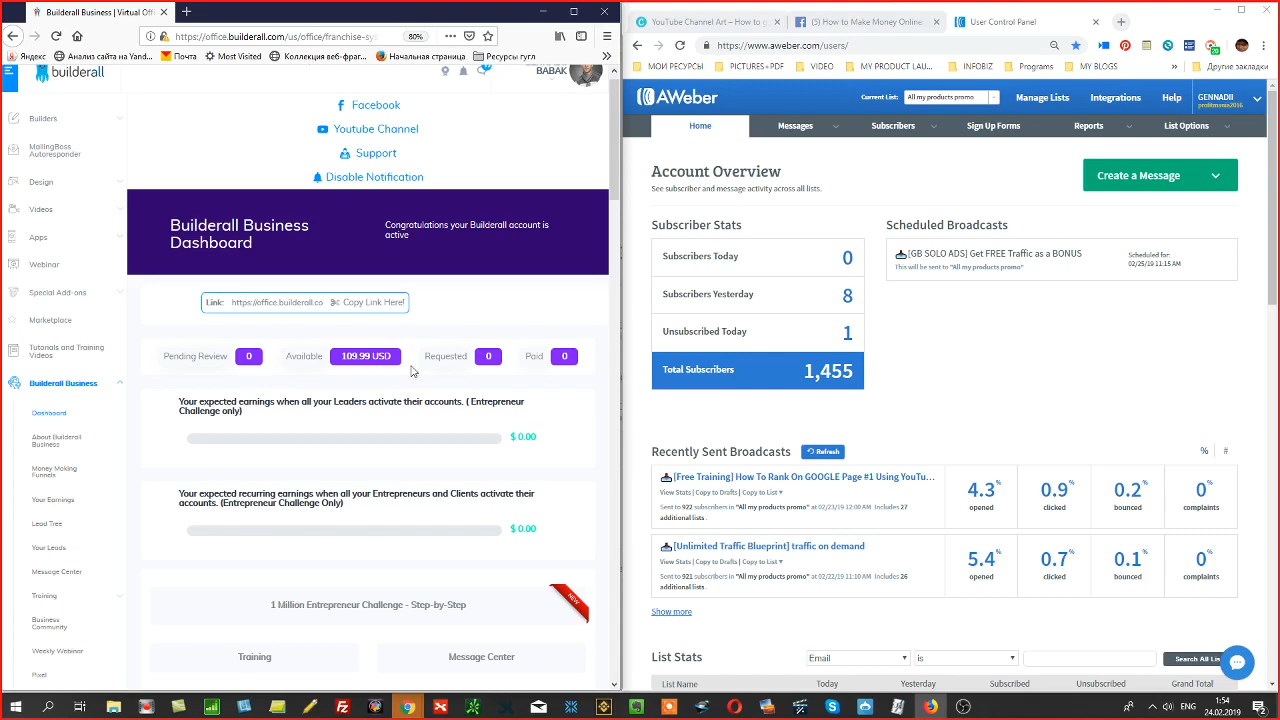 Builderall Business | Virtual Offi
https://office.builderall.com/us/office/franchise-sy
80%
Яндекс
Анализ сайта на Yand...
Почта
Most Visited
Коллекция веб-фраг...
Начальная страница
Ресурсы гугл
builderall
BABAK
Builders
MailingBoss Autoresponder
Design
Videos
Apps
Webinar
Special Add-ons
Marketplace
Tutorials and Training Videos
Builderall Business
Dashboard
About Builderall Business
Money Making Funnels
Your Earnings
Lead Tree
Your Leads
Message Center
Training
Business Community
Weekly Webinar
Pixel
Facebook
Youtube Channel
Support
Disable Notification
Builderall Business Dashboard
Congratulations your Builderall account is active
Link: https://office.builderall.co Copy Link Here!
Pending Review 0 Available 109.99 USD Requested 0 Paid 0
Your expected earnings when all your Leaders activate their accounts. ( Entrepreneur
Challenge only)
$ 0.00
Your expected recurring earnings when all your Entrepreneurs and Clients activate their
accounts. (Entrepreneur Challenge Only)
$ 0.00
NEW
1 Million Entrepreneur Challenge - Step-by-Step
Training
Message Center
YouTube Channel Art – How to g
(5) How to Make Money Online
User Control Panel
https://www.aweber.com/users/
20
МОИ РЕСУРСЫ
PICTURES+PDF
VIDEO
MY PRODUCT LAU...
INFOBIZ
Programs
MY BLOGS
Другие закладки
AWeber
Current List: All my products promo
Manage Lists
Integrations
Help
GENNADII
profitmania2016
Home
Messages
Subscribers
Sign Up Forms
Reports
List Options
Account Overview
See subscriber and message activity across all lists.
Create a Message
Subscriber Stats
Subscribers Today 0
Subscribers Yesterday 8
Unsubscribed Today 1
Total Subscribers 1,455
Scheduled Broadcasts
[GB SOLO ADS] Get FREE Traffic as a BONUS
This will be sent to "All my products promo"
Scheduled for:
02/25/19 11:15 AM
Recently Sent Broadcasts
Refresh
% #
[Free Training] How To Rank On GOOGLE Page #1 Using YouTu...
View Stats | Copy to Drafts | Copy to List
Sent to 922 subscribers in "All my products promo" at 02/23/19 12:00 AM Includes 27
additional lists .
4.3% opened
0.9% clicked
0.2% bounced
0% complaints
[Unlimited Traffic Blueprint] traffic on demand
View Stats | Copy to Drafts | Copy to List
Sent to 921 subscribers in "All my products promo" at 02/22/19 11:10 AM Includes 26
additional lists .
5.4% opened
0.7% clicked
0.1% bounced
0% complaints
Show more
List Stats
Email
is
Search All Lis
List Name Today Yesterday Subscribed Unsubscribed Grand Total
ENG
1:54
24.02.2019